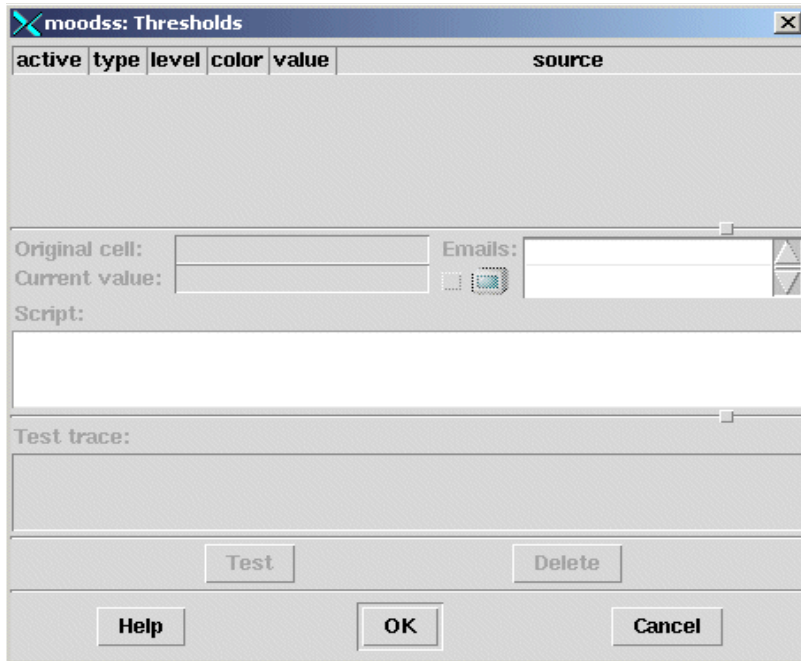 moodss: Thresholds
active type level color value source
Original cell: Emails:
Current value:
Script:
Test trace:
Test Delete
Help OK Cancel